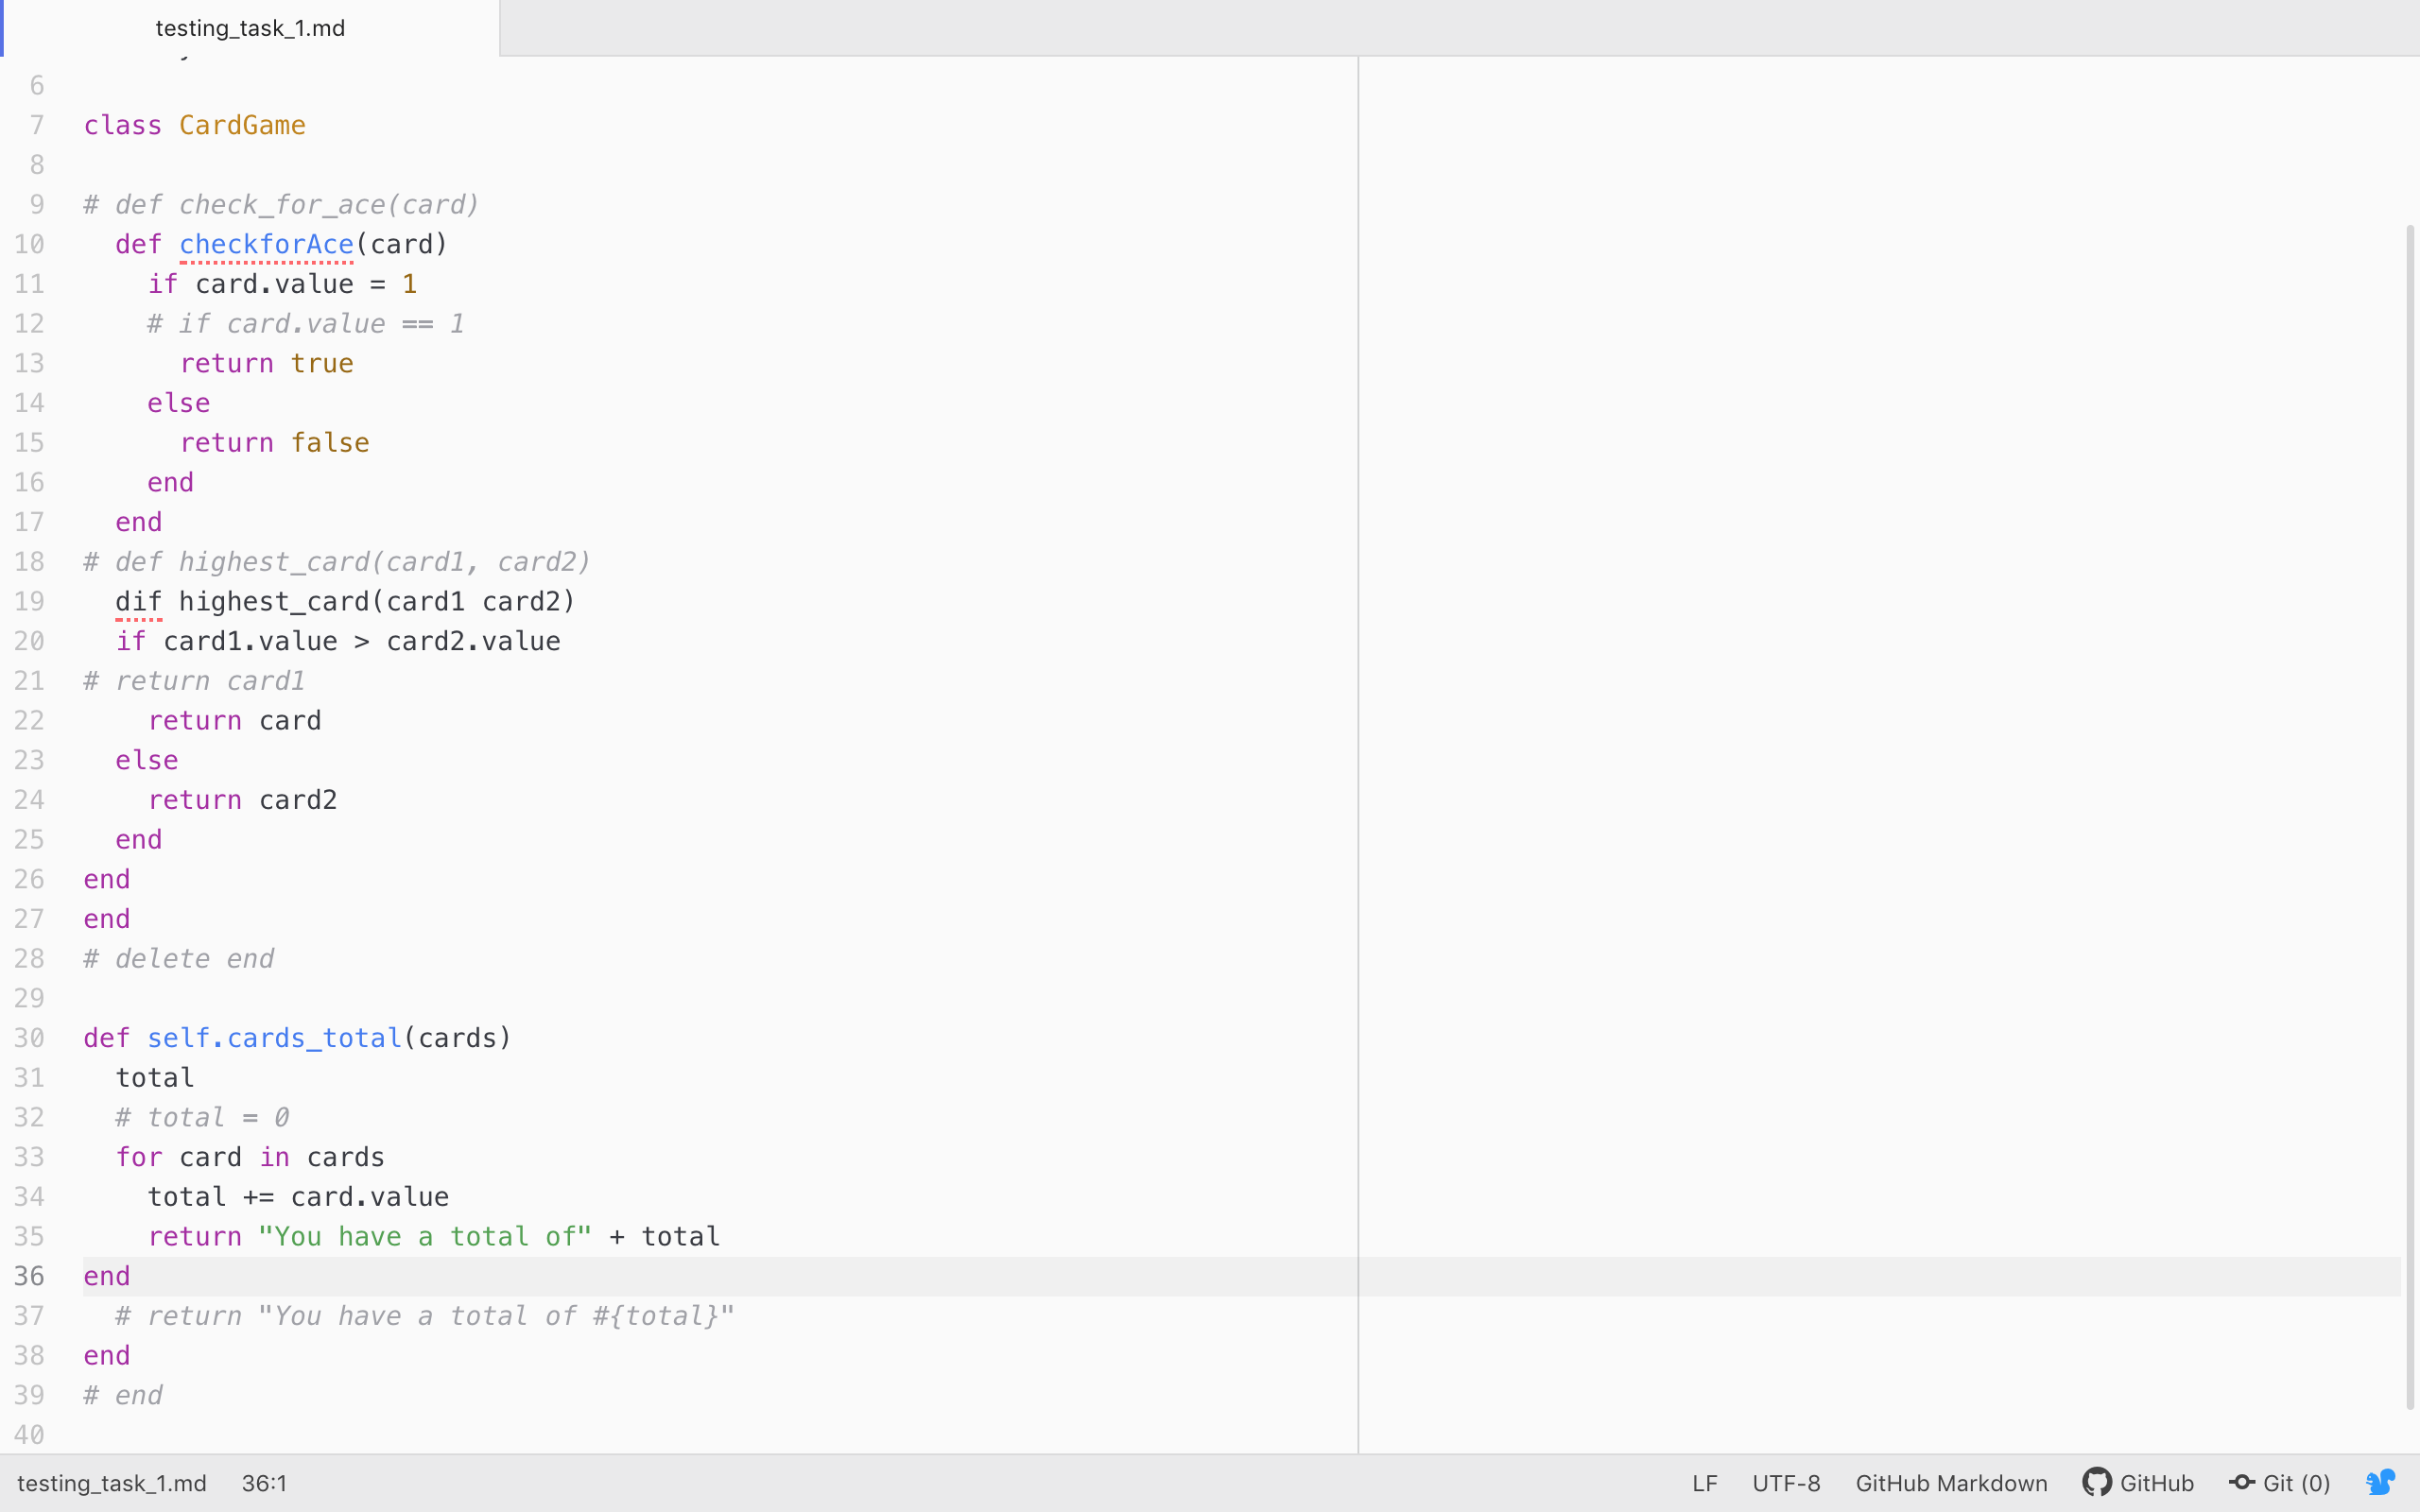 testing_task_1.md
6
7 class CardGame
8
9 # def check_for_ace(card)
10   def checkforAce(card)
11     if card.value = 1
12     # if card.value == 1
13       return true
14     else
15       return false
16     end
17   end
18 # def highest_card(card1, card2)
19   dif highest_card(card1 card2)
20   if card1.value > card2.value
21 # return card1
22     return card
23   else
24     return card2
25   end
26 end
27 end
28 # delete end
29
30 def self.cards_total(cards)
31   total
32   # total = 0
33   for card in cards
34     total += card.value
35     return "You have a total of" + total
36 end
37   # return "You have a total of #{total}"
38 end
39 # end
40
testing_task_1.md 36:1 LF UTF-8 GitHub Markdown GitHub Git (0)